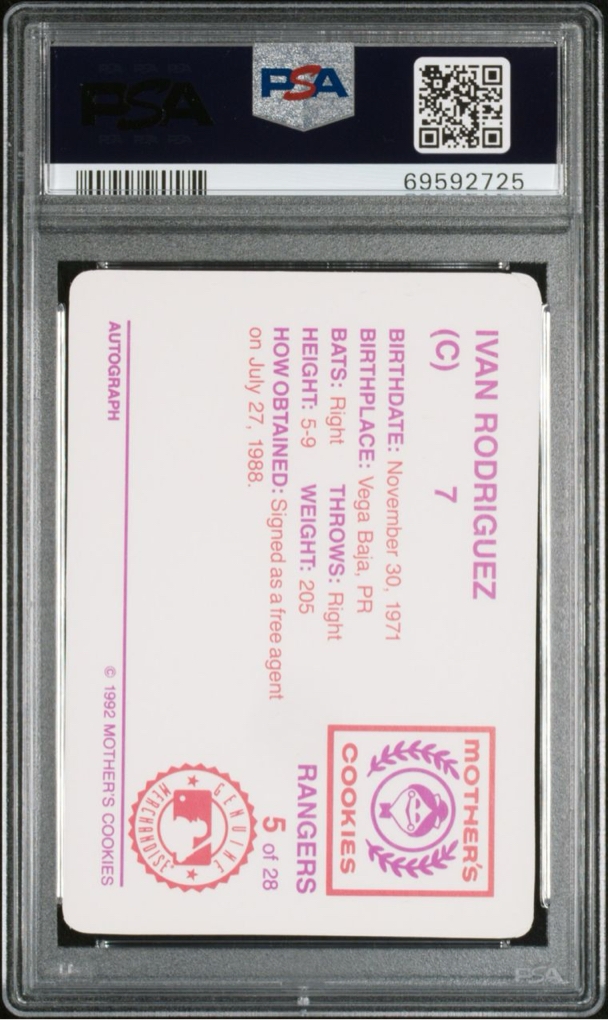 PSA
PSA
69592725
IVAN RODRIGUEZ
(C) 7
BIRTHDATE: November 30, 1971
BIRTHPLACE: Vega Baja, PR
BATS: Right THROWS: Right
HEIGHT: 5-9 WEIGHT: 205
HOW OBTAINED: Signed as a free agent
on July 27, 1988.
MOTHER'S
COOKIES
RANGERS
5 of 28
GENUINE
MERCHANDISE
AUTOGRAPH
© 1992 MOTHER'S COOKIES
PSA